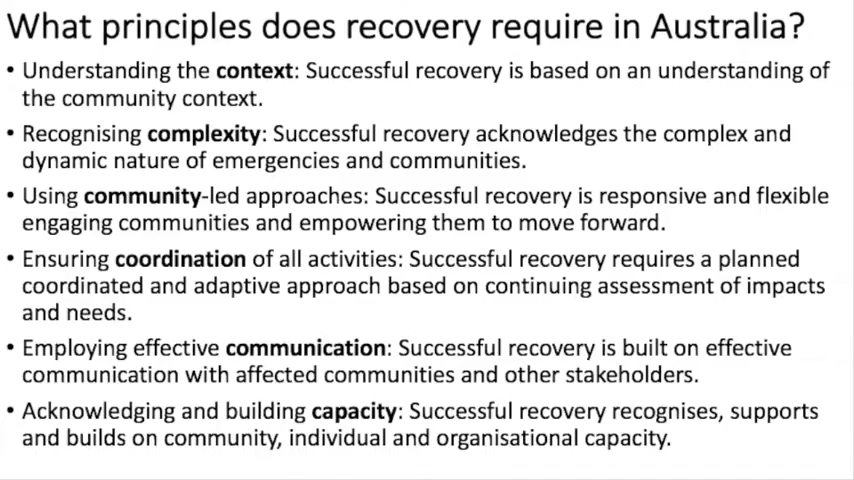 What principles does recovery require in Australia?
• Understanding the context: Successful recovery is based on an understanding of
the community context.
• Recognising complexity: Successful recovery acknowledges the complex and
dynamic nature of emergencies and communities.
• Using community-led approaches: Successful recovery is responsive and flexible
engaging communities and empowering them to move forward.
• Ensuring coordination of all activities: Successful recovery requires a planned
coordinated and adaptive approach based on continuing assessment of impacts
and needs.
• Employing effective communication: Successful recovery is built on effective
communication with affected communities and other stakeholders.
• Acknowledging and building capacity: Successful recovery recognises, supports
and builds on community, individual and organisational capacity.